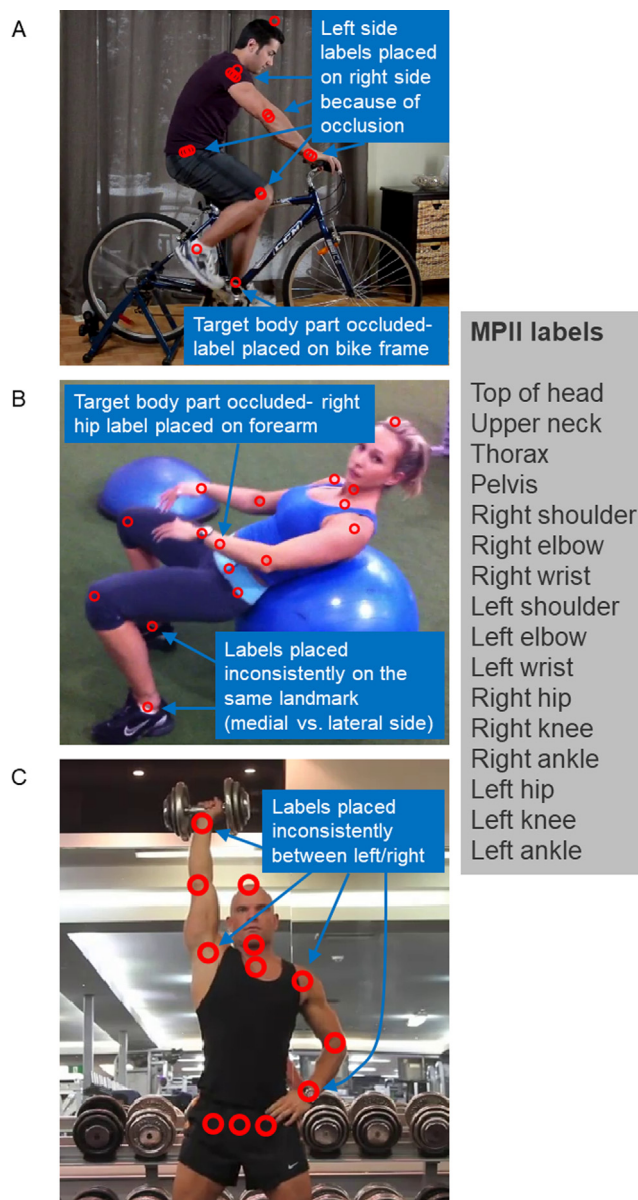 A
Left side
labels placed
on right side
because of
occlusion
CCM
Target body part occluded-
label placed on bike frame
B
Target body part occluded- right
hip label placed on forearm
Labels placed
inconsistently on the
same landmark
(medial vs. lateral side)
C
Labels placed
inconsistently
between left/right
MPII labels
Top of head
Upper neck
Thorax
Pelvis
Right shoulder
Right elbow
Right wrist
Left shoulder
Left elbow
Left wrist
Right hip
Right knee
Right ankle
Left hip
Left knee
Left ankle